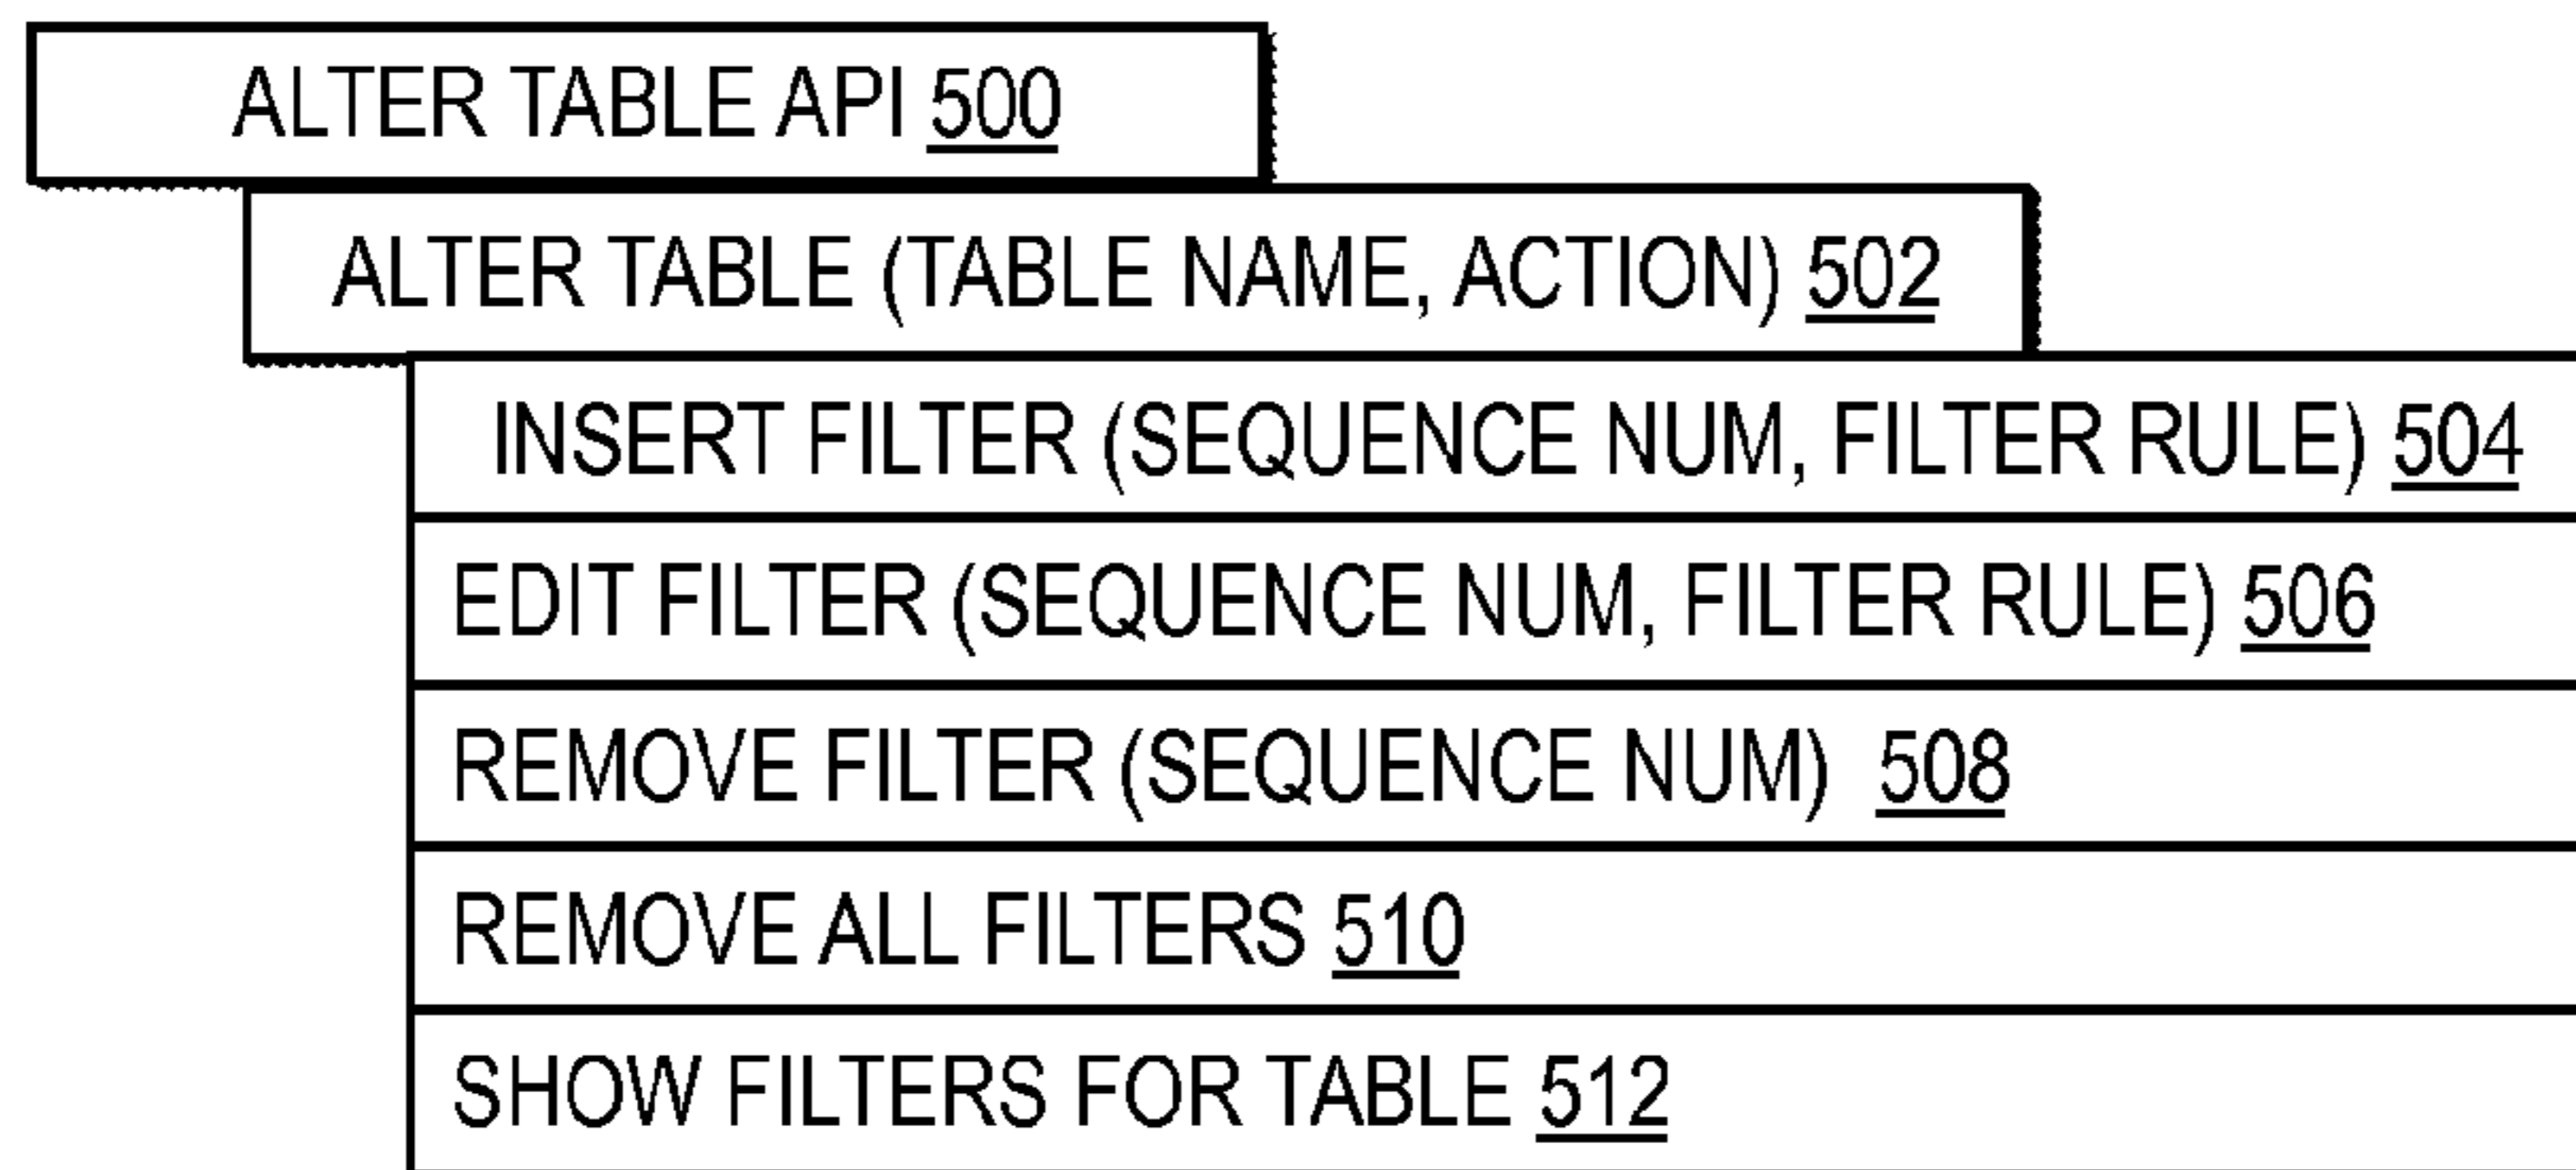 ALTER TABLE API 500
ALTER TABLE (TABLE NAME, ACTION) 502
INSERT FILTER (SEQUENCE NUM, FILTER RULE) 504
EDIT FILTER (SEQUENCE NUM, FILTER RULE) 506
REMOVE FILTER (SEQUENCE NUM) 508
REMOVE ALL FILTERS 510
SHOW FILTERS FOR TABLE 512